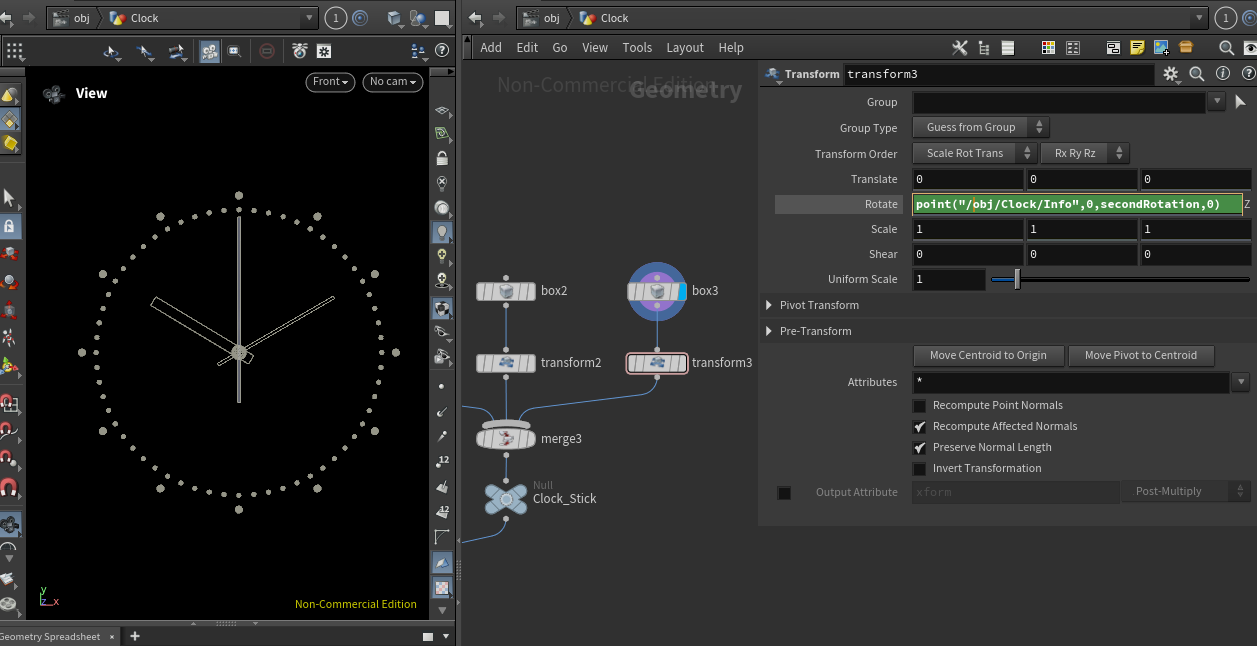 obj Clock 1
View
Front
No cam
12
12
y
z x
Non-Commercial Edition
Geometry Spreadsheet × +
obj Clock 1
Add Edit Go View Tools Layout Help
Non-Commercial Edition
Geometry
box2
box3
transform2
transform3
merge3
Null
Clock_Stick
Transform transform3
Group
Group Type Guess from Group
Transform Order Scale Rot Trans Rx Ry Rz
Translate 0 0 0
Rotate point("/obj/Clock/Info",0,secondRotation,0) Z
Scale 1 1 1
Shear 0 0 0
Uniform Scale 1
Pivot Transform
Pre-Transform
Move Centroid to Origin Move Pivot to Centroid
Attributes *
Recompute Point Normals
Recompute Affected Normals
Preserve Normal Length
Invert Transformation
Output Attribute xform Post-Multiply